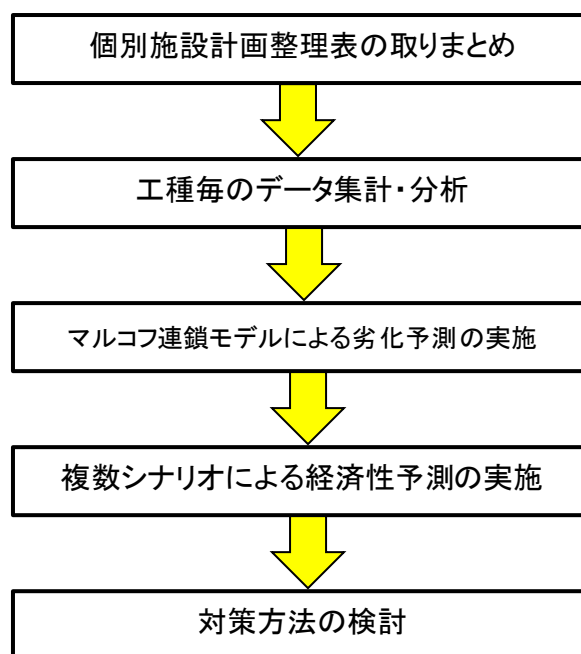 個別施設計画整理表の取りまとめ
工種毎のデータ集計・分析
マルコフ連鎖モデルによる劣化予測の実施
複数シナリオによる経済性予測の実施
対策方法の検討